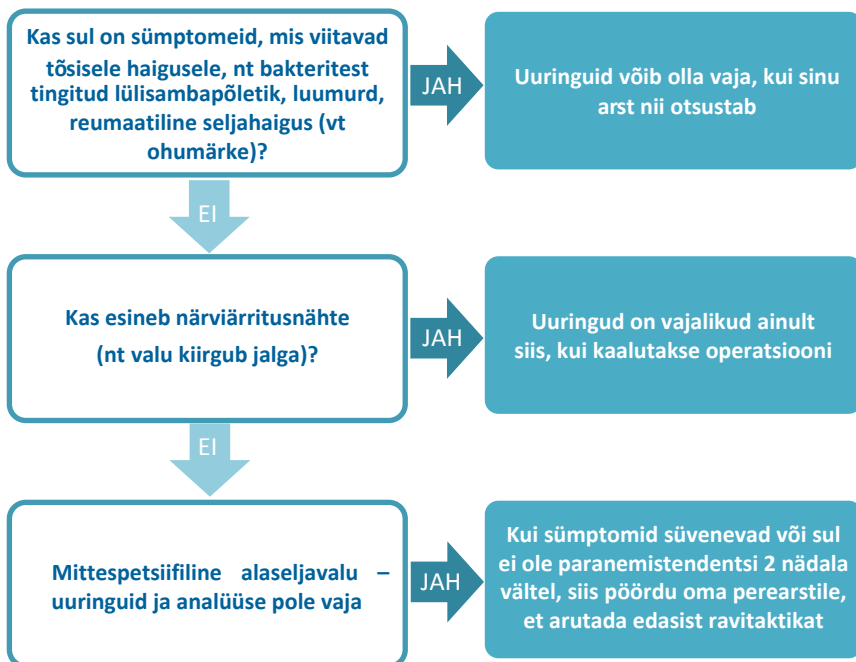 Kas sul on sümptomeid, mis viitavad
tõsisele haigusele, nt bakteritest
tingitud lülisambapõletik, luumurd,
reumaatiline seljahaigus (vt
ohumärke)?
JAH
Uuringuid võib olla vaja, kui sinu
arst nii otsustab
EI
Kas esineb närviärritusnähte
(nt valu kiirgub jalga)?
JAH
Uuringud on vajalikud ainult
siis, kui kaalutakse operatsiooni
EI
Mittespetsiifiline alaseljavalu –
uuringuid ja analüüse pole vaja
JAH
Kui sümptomid süvenevad või sul
ei ole paranemistendentsi 2 nädala
vältel, siis pöördu oma perearstile,
et arutada edasist ravitaktikat